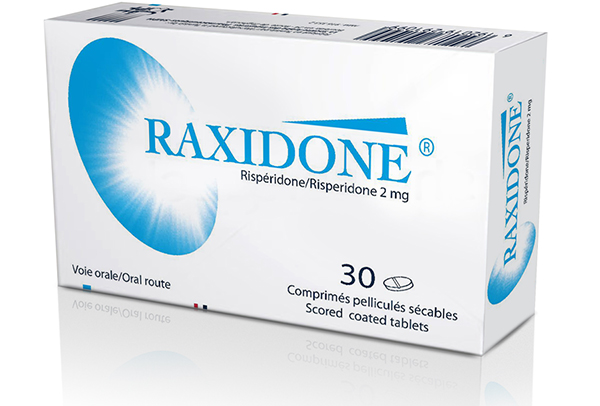 RAXIDONE®
Rispéridone/Risperidone 2 mg
Voie orale/Oral route
30
Comprimés pelliculés sécables
Scored coated tablets
RAXIDONE®
Rispéridone/Risperidone 2 mg